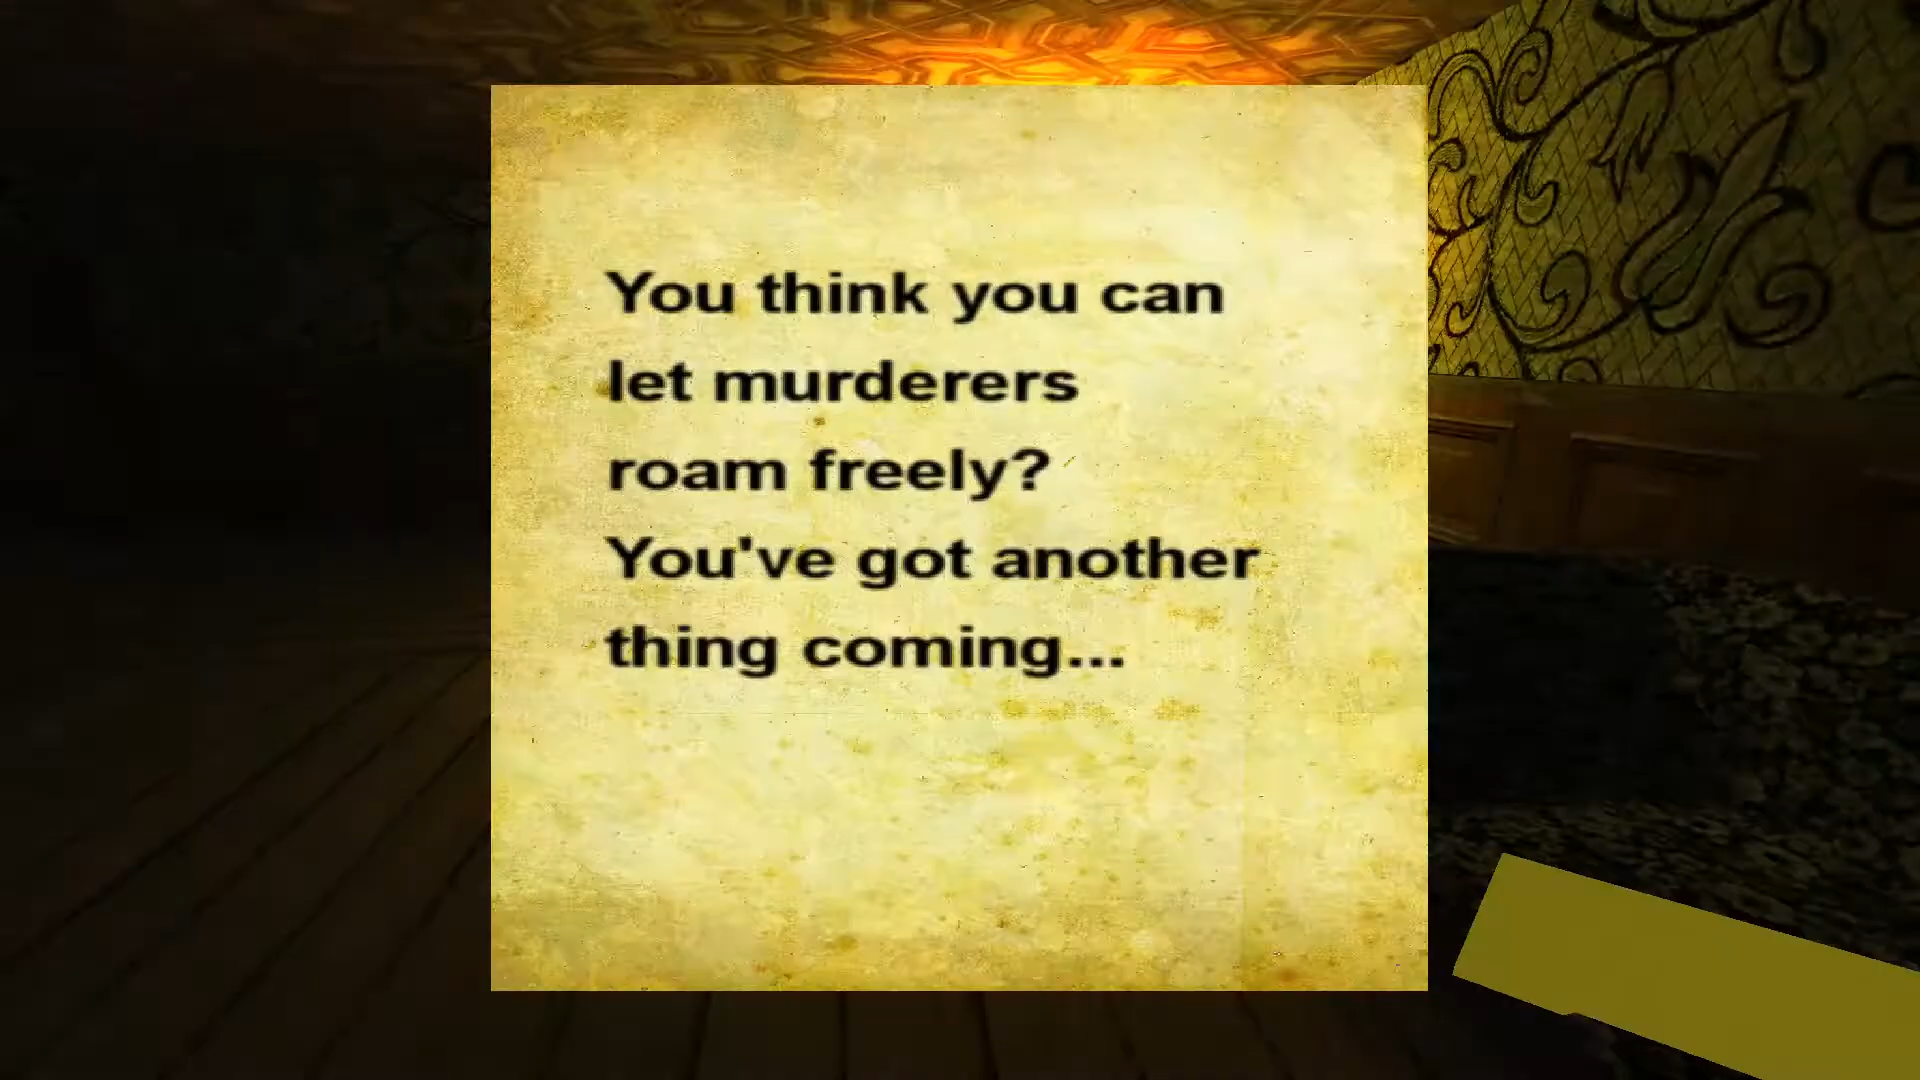 You think you can
let murderers
roam freely?
You've got another
thing coming...